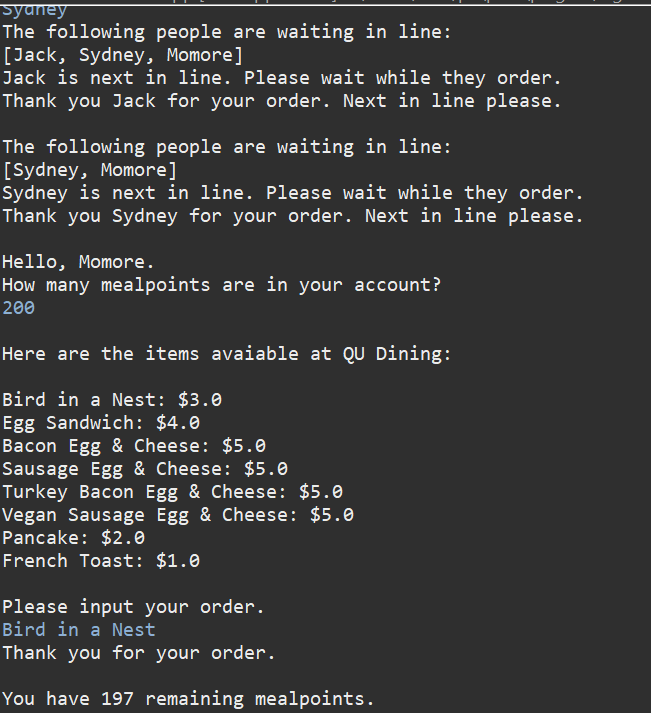 Sydney
The following people are waiting in line:
[Jack, Sydney, Momore]
Jack is next in line. Please wait while they order.
Thank you Jack for your order. Next in line please.
The following people are waiting in line:
[Sydney, Momore]
Sydney is next in line. Please wait while they order.
Thank you Sydney for your order. Next in line please.
Hello, Momore.
How many mealpoints are in your account?
200
Here are the items avaiable at QU Dining:
Bird in a Nest: $3.0
Egg Sandwich: $4.0
Bacon Egg & Cheese: $5.0
Sausage Egg & Cheese: $5.0
Turkey Bacon Egg & Cheese: $5.0
Vegan Sausage Egg & Cheese: $5.0
Pancake: $2.0
French Toast: $1.0
Please input your order.
Bird in a Nest
Thank you for your order.
You have 197 remaining mealpoints.